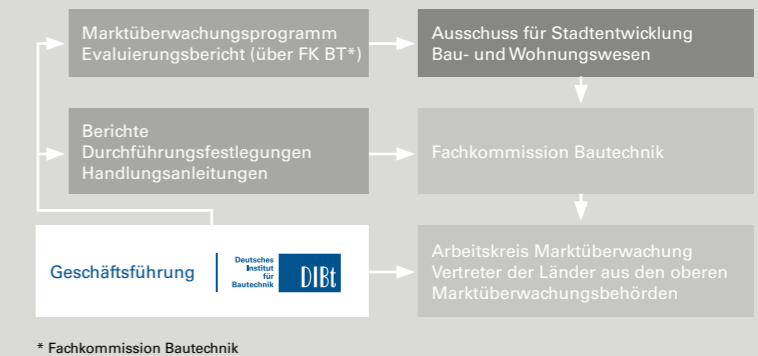 Marktüberwachungsprogramm
Evaluierungsbericht (über FK BT*)
Ausschuss für Stadtentwicklung
Bau- und Wohnungswesen
Berichte
Durchführungsfestlegungen
Handlungsanleitungen
Fachkommission Bautechnik
Geschäftsführung
Deutsches
Institut
für
Bautechnik
DIBt
Arbeitskreis Marktüberwachung
Vertreter der Länder aus den oberen
Marktüberwachungsbehörden
* Fachkommission Bautechnik